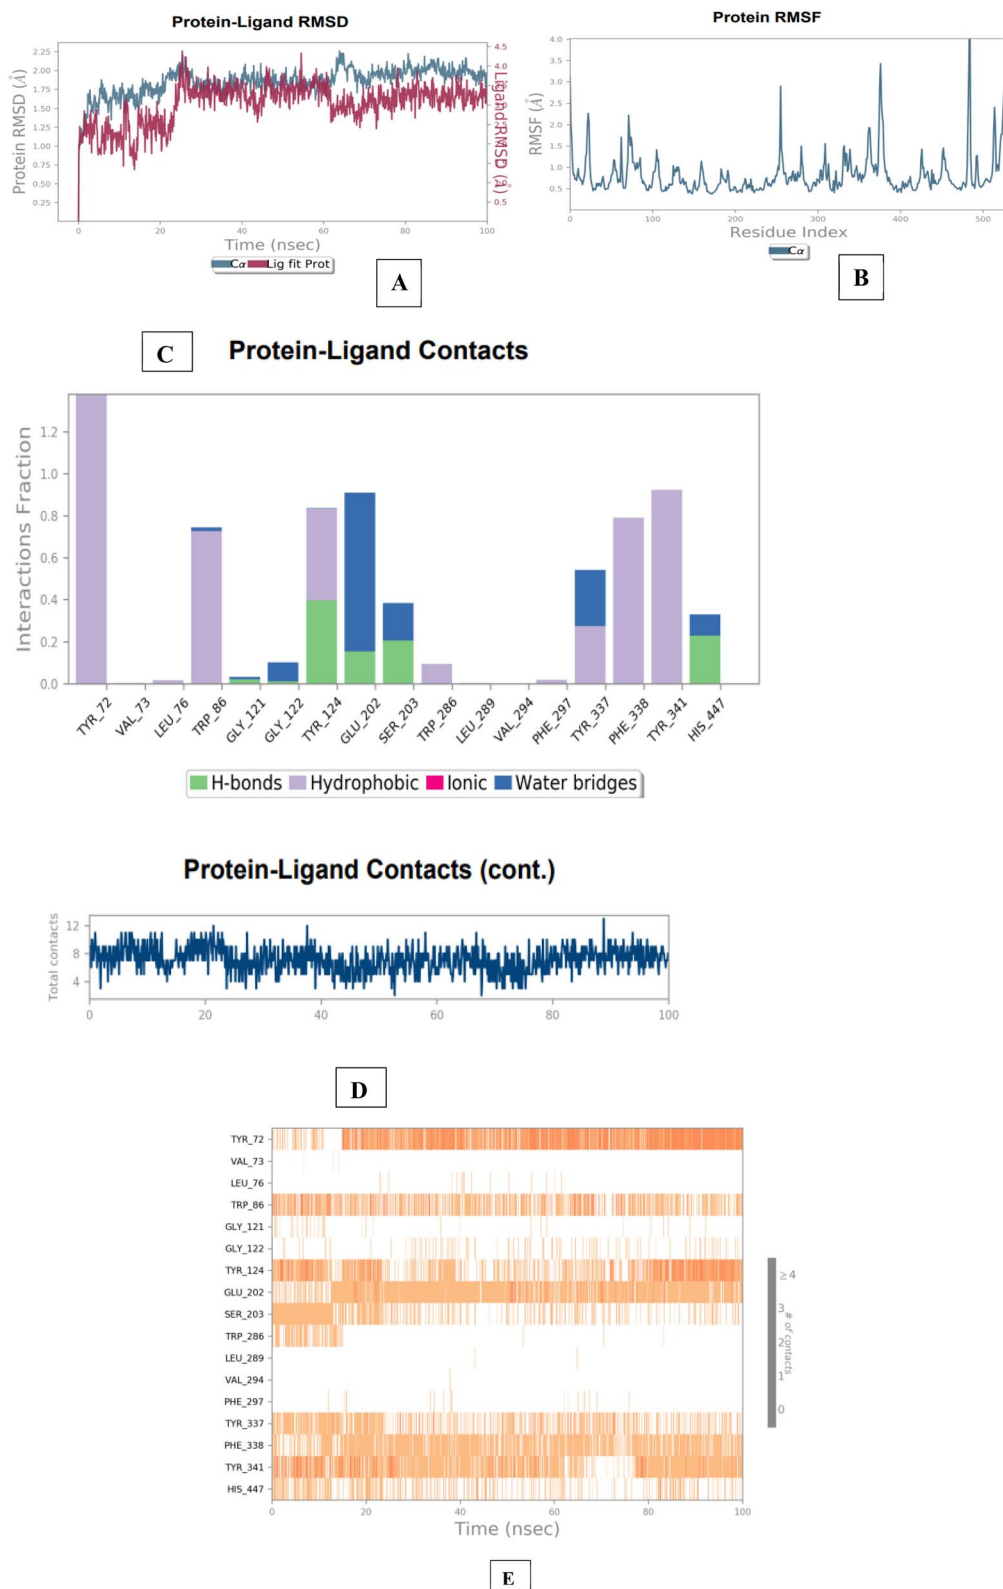 Protein-Ligand RMSD
Protein RMSD (Å)
2.25
2.00
1.75
1.50
1.25
1.00
0.75
0.50
0.25
4.5
4.0
0.5
Ligand RMSD (Å)
0
20
40
60
80
100
Time (nsec)
Cα
Lig fit Prot
A
Protein RMSF
RMSF (Å)
4.0
3.5
3.0
2.5
2.0
1.5
1.0
0.5
0
100
200
300
400
500
Residue Index
Cα
B
C
Protein-Ligand Contacts
Interactions Fraction
1.2
1.0
0.8
0.6
0.4
0.2
0.0
TYR_72
VAL_73
LEU_76
TRP_86
GLY_121
GLY_122
TYR_124
GLU_202
SER_203
TRP_286
LEU_289
VAL_294
PHE_297
TYR_337
PHE_338
TYR_341
HIS_447
H-bonds
Hydrophobic
Ionic
Water bridges
Protein-Ligand Contacts (cont.)
Total contacts
12
8
4
0
20
40
60
80
100
D
TYR_72
VAL_73
LEU_76
TRP_86
GLY_121
GLY_122
TYR_124
GLU_202
SER_203
TRP_286
LEU_289
VAL_294
PHE_297
TYR_337
PHE_338
TYR_341
HIS_447
0
20
40
60
80
100
Time (nsec)
≥4
3
2
1
0
# of contacts
E